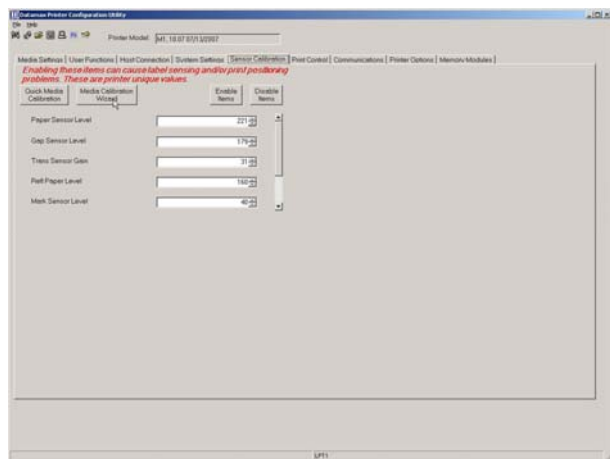 Datamax Printer Configuration Utility
File Help
Printer Model: M1, 10.07 07/13/2007
Media Settings | User Functions | Host Connection | System Settings | Sensor Calibration | Print Control | Communications | Printer Options | Memory Modules
Enabling these items can cause label sensing and/or print positioning
problems. These are printer unique values.
Quick Media Calibration
Media Calibration Wizard
Enable Items
Disable Items
Paper Sensor Level 221
Gap Sensor Level 179
Trans Sensor Gain 31
Refl Paper Level 160
Mark Sensor Level 40
LPT1